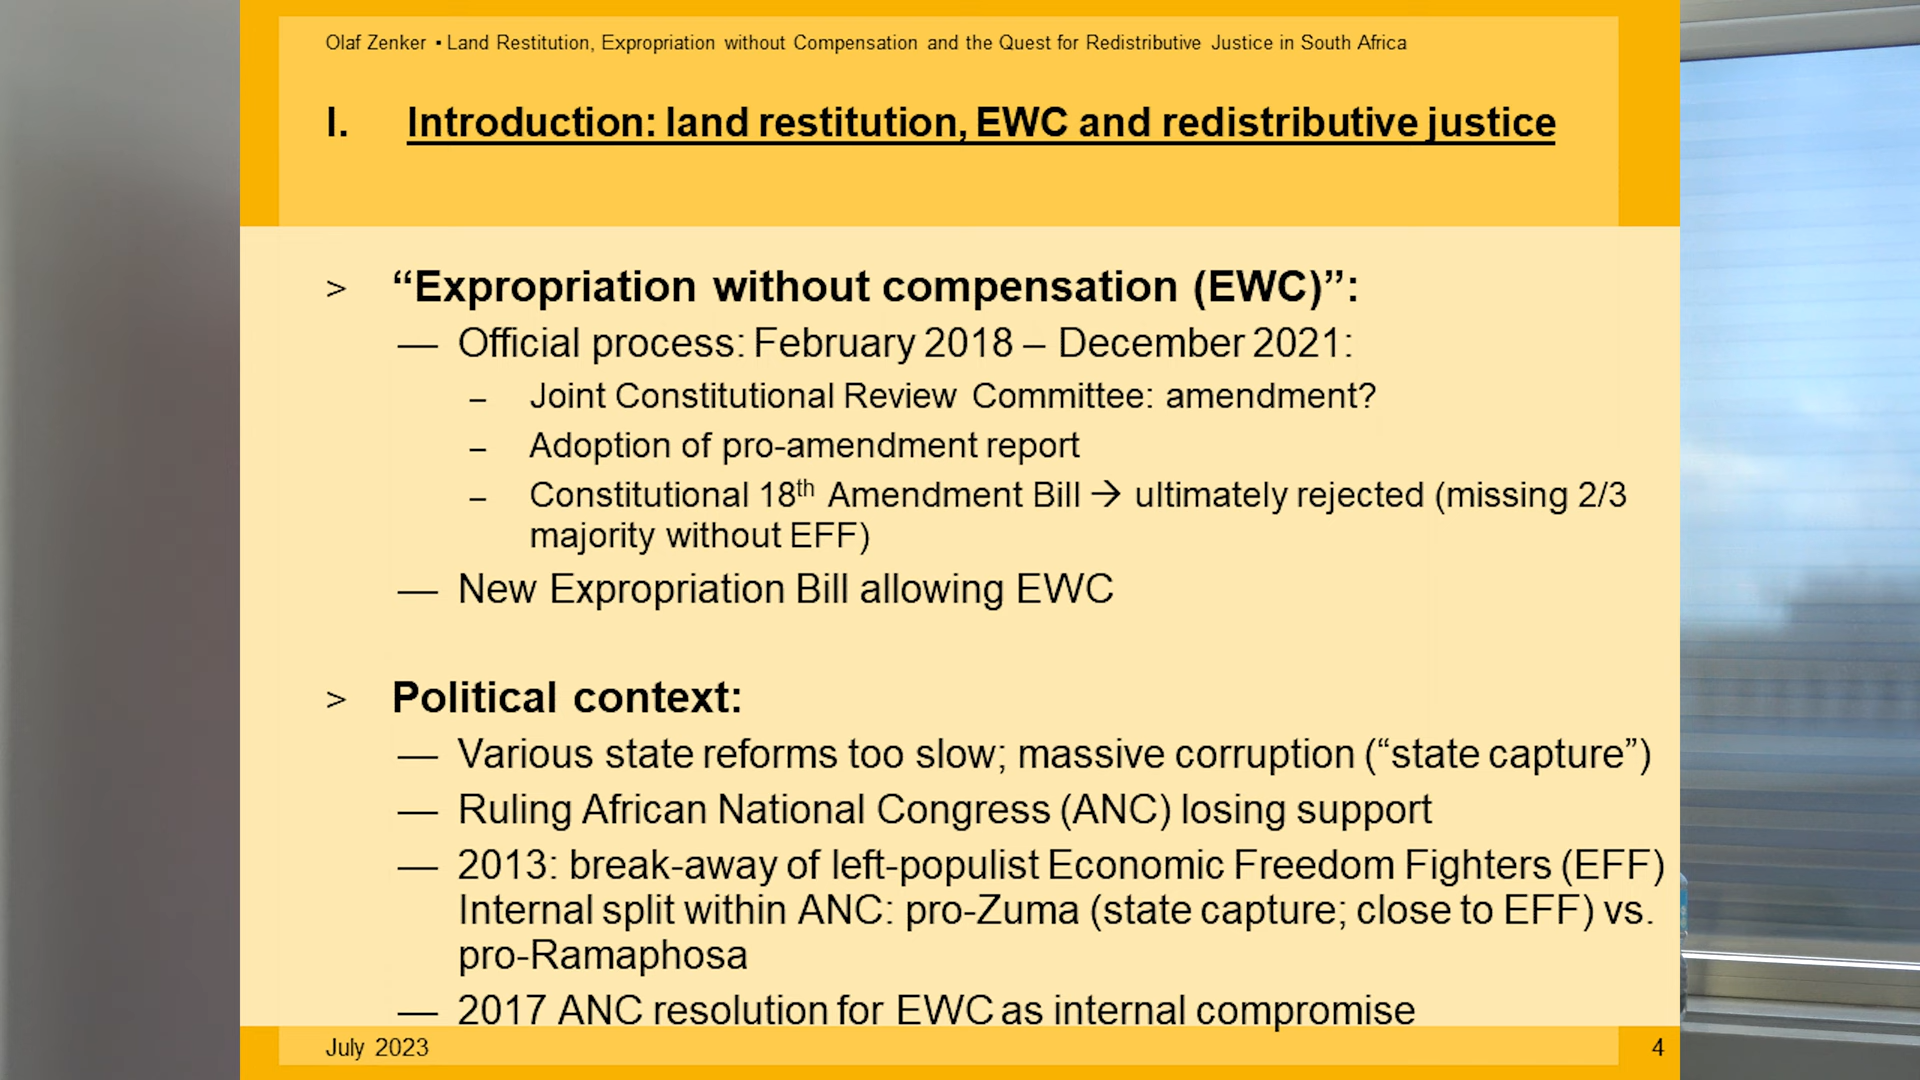 Olaf Zenker ▪ Land Restitution, Expropriation without Compensation and the Quest for Redistributive Justice in South Africa
I. Introduction: land restitution, EWC and redistributive justice
> “Expropriation without compensation (EWC)”:
— Official process: February 2018 – December 2021:
– Joint Constitutional Review Committee: amendment?
– Adoption of pro-amendment report
– Constitutional 18th Amendment Bill → ultimately rejected (missing 2/3
majority without EFF)
— New Expropriation Bill allowing EWC
> Political context:
— Various state reforms too slow; massive corruption (“state capture”)
— Ruling African National Congress (ANC) losing support
— 2013: break-away of left-populist Economic Freedom Fighters (EFF)
Internal split within ANC: pro-Zuma (state capture; close to EFF) vs.
pro-Ramaphosa
— 2017 ANC resolution for EWC as internal compromise
July 2023 4